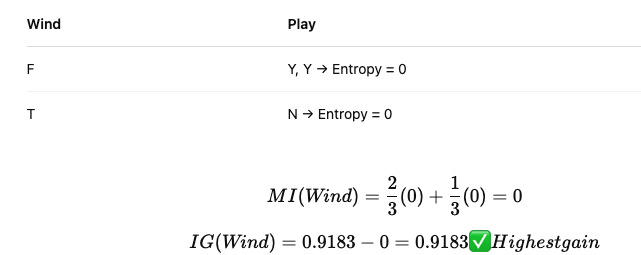 Wind Play
F Y, Y → Entropy = 0
T N → Entropy = 0
MI(Wind) = 2/3(0) + 1/3(0) = 0
IG(Wind) = 0.9183 − 0 = 0.9183✅Highestgain